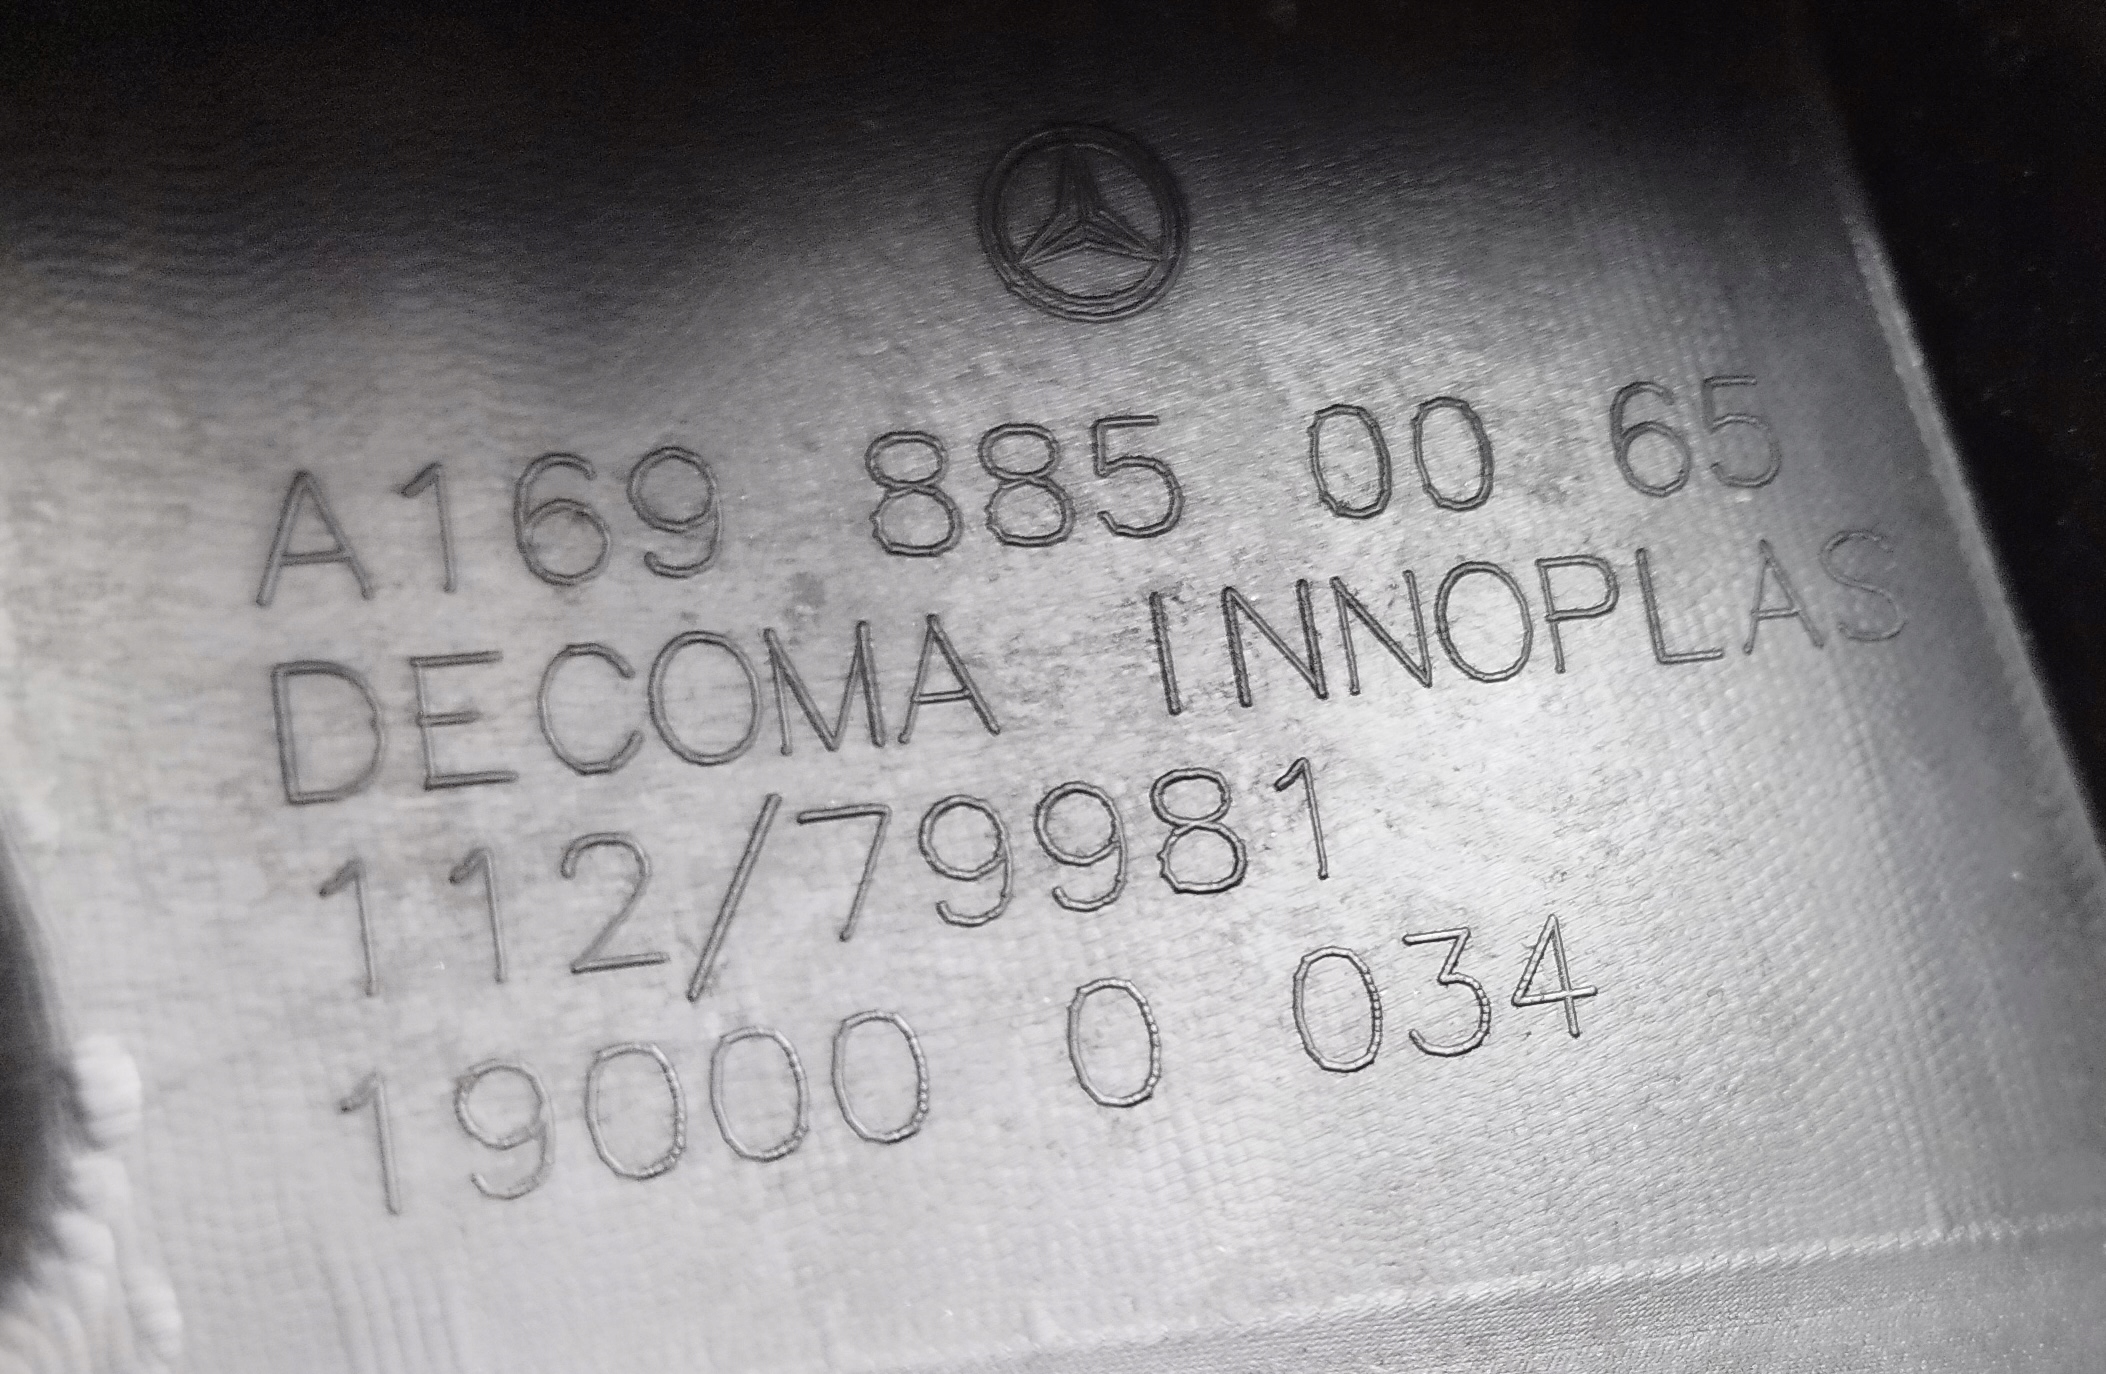 A169 885 00 65
DECOMA INNOPLAS
112/79981
19000 0 034